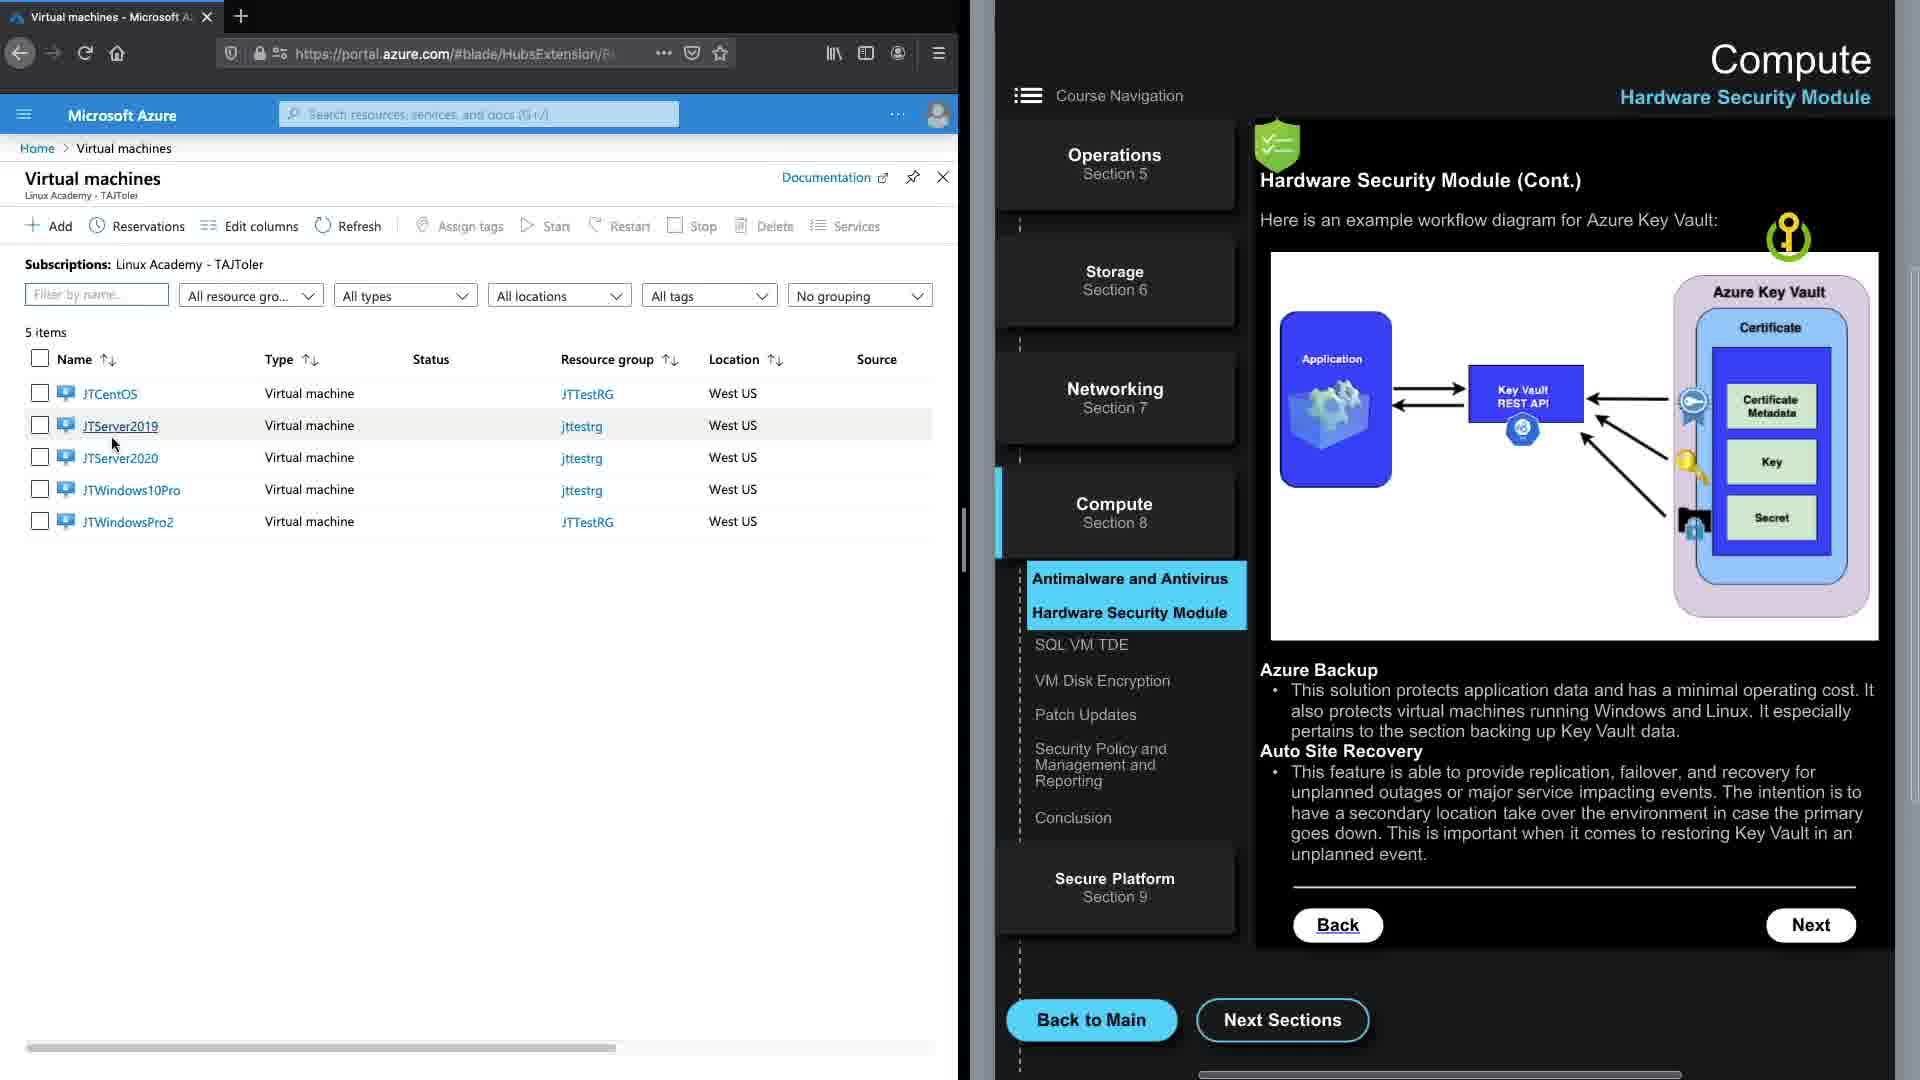 Virtual machines - Microsoft A
https://portal.azure.com/#blade/HubsExtension/
Microsoft Azure
Search resources, services, and docs (G+/)
Home > Virtual machines
Virtual machines
Documentation
Linux Academy - TAJToler
Add Reservations Edit columns Refresh Assign tags Start Restart Stop Delete Services
Subscriptions: Linux Academy - TAJToler
Filter by name... All resource gro... All types All locations All tags No grouping
5 items
Name Type Status Resource group Location Source
JTCentOS Virtual machine JTTestRG West US
JTServer2019 Virtual machine jttestrg West US
JTServer2020 Virtual machine jttestrg West US
JTWindows10Pro Virtual machine jttestrg West US
JTWindowsPro2 Virtual machine JTTestRG West US
Compute
Hardware Security Module
Course Navigation
Operations
Section 5
Storage
Section 6
Networking
Section 7
Compute
Section 8
Antimalware and Antivirus
Hardware Security Module
SQL VM TDE
VM Disk Encryption
Patch Updates
Security Policy and
Management and
Reporting
Conclusion
Secure Platform
Section 9
Back to Main
Next Sections
Hardware Security Module (Cont.)
Here is an example workflow diagram for Azure Key Vault:
Application
Key Vault
REST API
Azure Key Vault
Certificate
Certificate
Metadata
Key
Secret
Azure Backup
• This solution protects application data and has a minimal operating cost. It
also protects virtual machines running Windows and Linux. It especially
pertains to the section backing up Key Vault data.
Auto Site Recovery
• This feature is able to provide replication, failover, and recovery for
unplanned outages or major service impacting events. The intention is to
have a secondary location take over the environment in case the primary
goes down. This is important when it comes to restoring Key Vault in an
unplanned event.
Back
Next